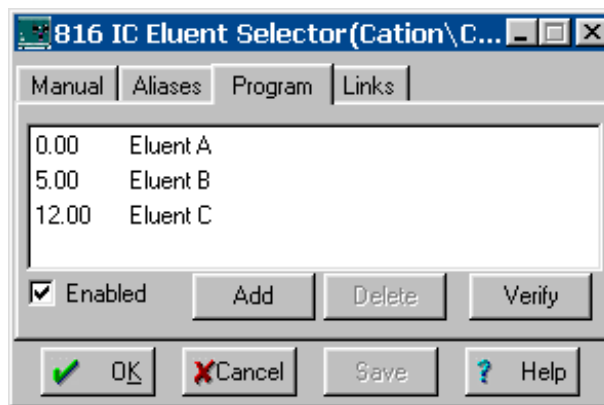 816 IC Eluent Selector(Cation\C...
Manual Aliases Program Links
0.00 Eluent A
5.00 Eluent B
12.00 Eluent C
Enabled Add Delete Verify
OK Cancel Save Help